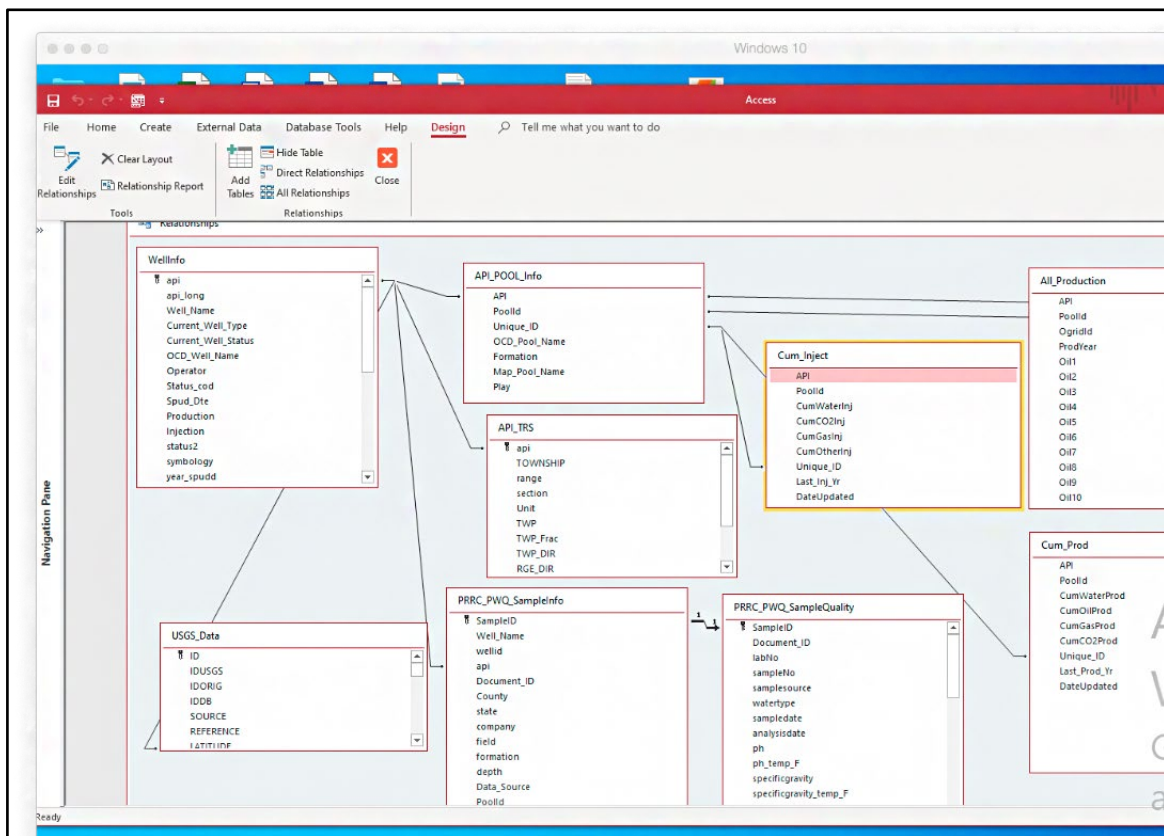 Windows 10
Access
File Home Create External Data Database Tools Help Design Tell me what you want to do
Edit Relationships
Clear Layout
Relationship Report
Tools
Add Tables
Hide Table
Direct Relationships
All Relationships
Close
Relationships
»
Relationships
Navigation Pane
WellInfo
api
api_long
Well_Name
Current_Well_Type
Current_Well_Status
OCD_Well_Name
Operator
Status_cod
Spud_Dte
Production
Injection
status2
symbology
year_spudd
API_POOL_Info
API
PoolId
Unique_ID
OCD_Pool_Name
Formation
Map_Pool_Name
Play
All_Production
API
PoolId
OgridId
ProdYear
Oil1
Oil2
Oil3
Oil4
Oil5
Oil6
Oil7
Oil8
Oil9
Oil10
Cum_Inject
API
PoolId
CumWaterInj
CumCO2Inj
CumGasInj
CumOtherInj
Unique_ID
Last_Inj_Yr
DateUpdated
API_TRS
api
TOWNSHIP
range
section
Unit
TWP
TWP_Frac
TWP_DIR
RGE_DIR
Cum_Prod
API
PoolId
CumWaterProd
CumOilProd
CumGasProd
CumCO2Prod
Unique_ID
Last_Prod_Yr
DateUpdated
USGS_Data
ID
IDUSGS
IDORIG
IDDB
SOURCE
REFERENCE
LATITUDE
PRRC_PWQ_SampleInfo
SampleID
Well_Name
wellid
api
Document_ID
County
state
company
field
formation
depth
Data_Source
PoolId
1 1
PRRC_PWQ_SampleQuality
SampleID
Document_ID
labNo
sampleNo
samplesource
watertype
sampledate
analysisdate
ph
ph_temp_F
specificgravity
specificgravity_temp_F
Ready